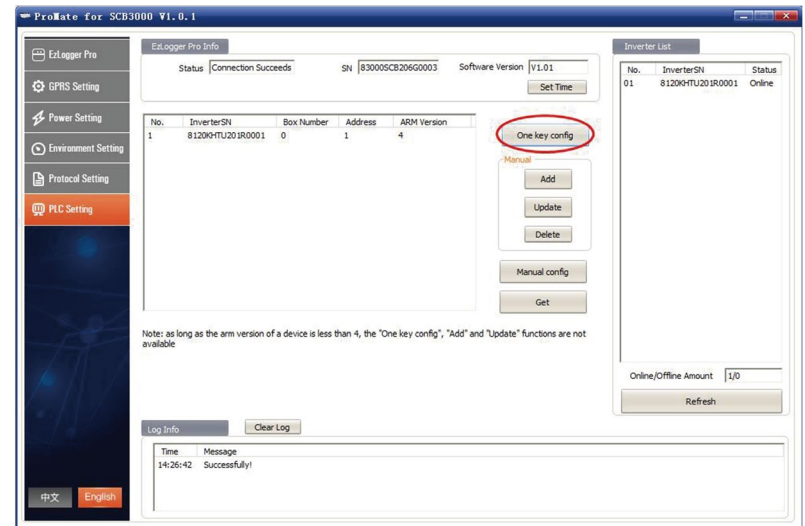 ProMate for SCB3000 V1.0.1
EzLogger Pro
GPRS Setting
Power Setting
Environment Setting
Protocol Setting
PLC Setting
中文
English
EzLogger Pro Info
Status Connection Succeeds SN 83000SCB206G0003 Software Version V1.01
Set Time
No. InverterSN Box Number Address ARM Version
1 8120KHTU201R0001 0 1 4
One key config
Manual
Add
Update
Delete
Manual config
Get
Note: as long as the arm version of a device is less than 4, the "One key config", "Add" and "Update" functions are not
available
Log Info
Clear Log
Time Message
14:26:42 Successfully!
Inverter List
No. InverterSN Status
01 8120KHTU201R0001 Online
Online/Offline Amount 1/0
Refresh